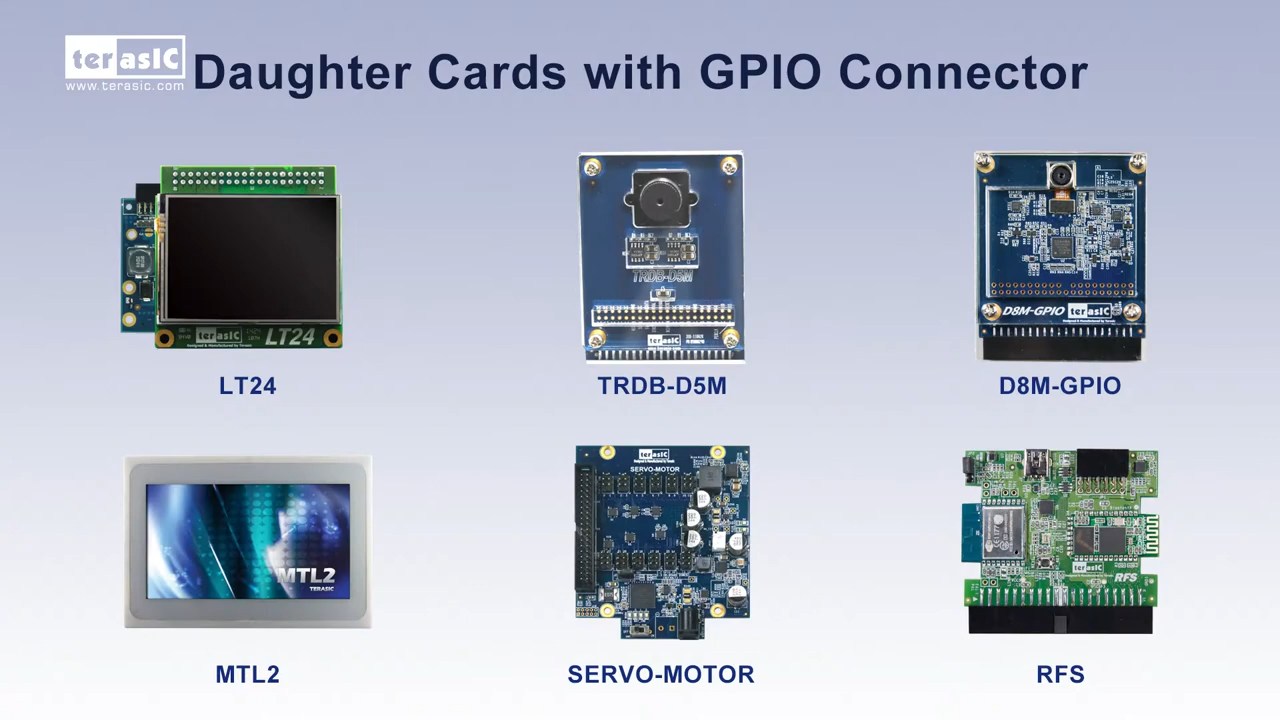 terasIC
www.terasic.com
Daughter Cards with GPIO Connector
terasIC
LT24
LT24
TRDB-D5M
terasIC
TRDB-D5M
D8M-GPIO terasIC
D8M-GPIO
MTL2
TERASIC
MTL2
terasIC
SERVO-MOTOR
SERVO-MOTOR
terasIC
RFS
RFS